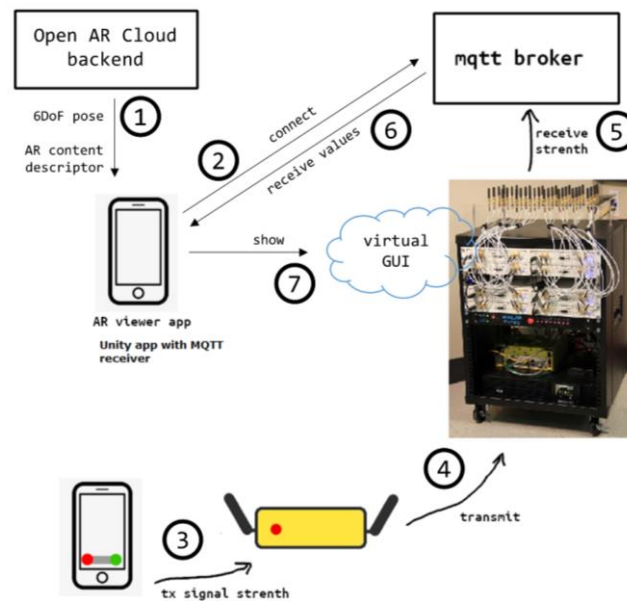 Open AR Cloud
backend
mqtt broker
1
6DoF pose
AR content
descriptor
2
connect
6
receive values
5
receive
strenth
show
7
virtual
GUI
AR viewer app
Unity app with MQTT
receiver
4
transmit
3
tx signal strenth